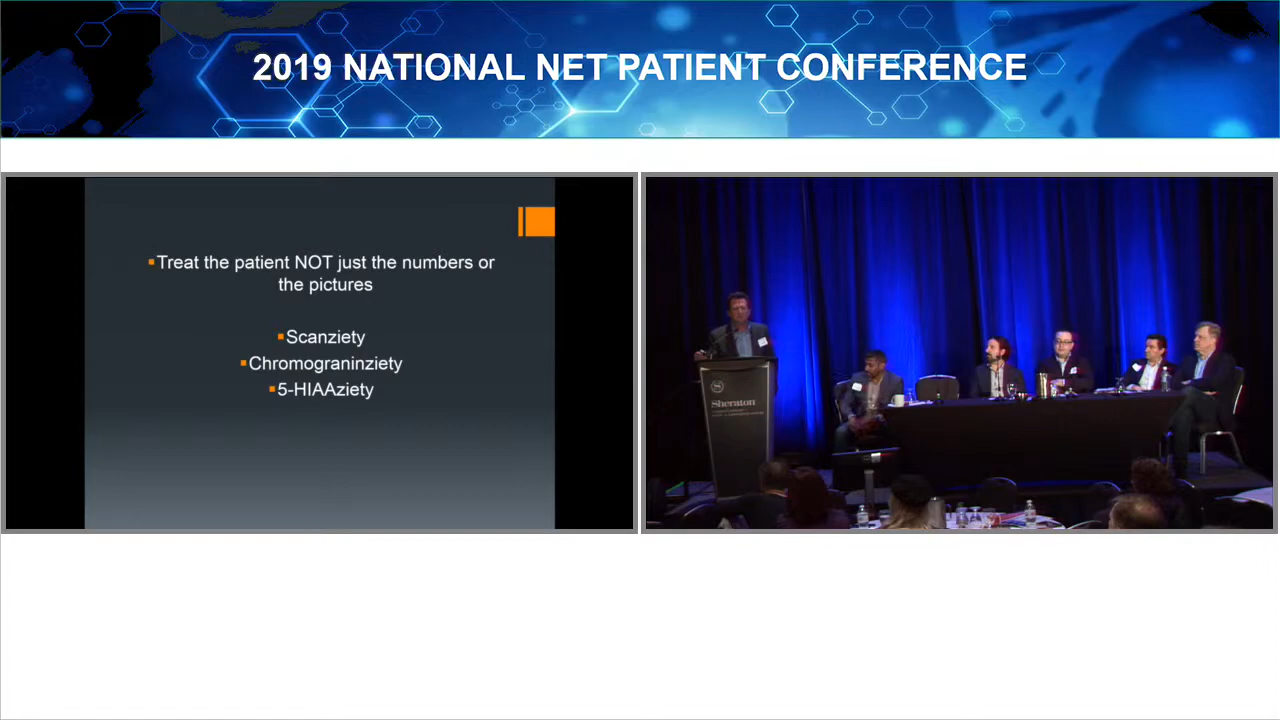 2019 NATIONAL NET PATIENT CONFERENCE
▪Treat the patient NOT just the numbers or
the pictures
▪Scanziety
▪Chromograninziety
▪5-HIAAziety
Sheraton